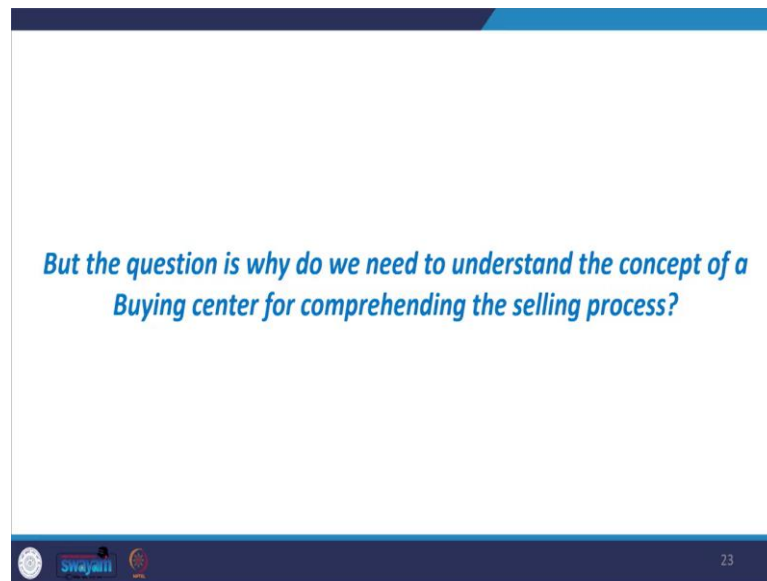 But the question is why do we need to understand the concept of a
Buying center for comprehending the selling process?
swayam
23